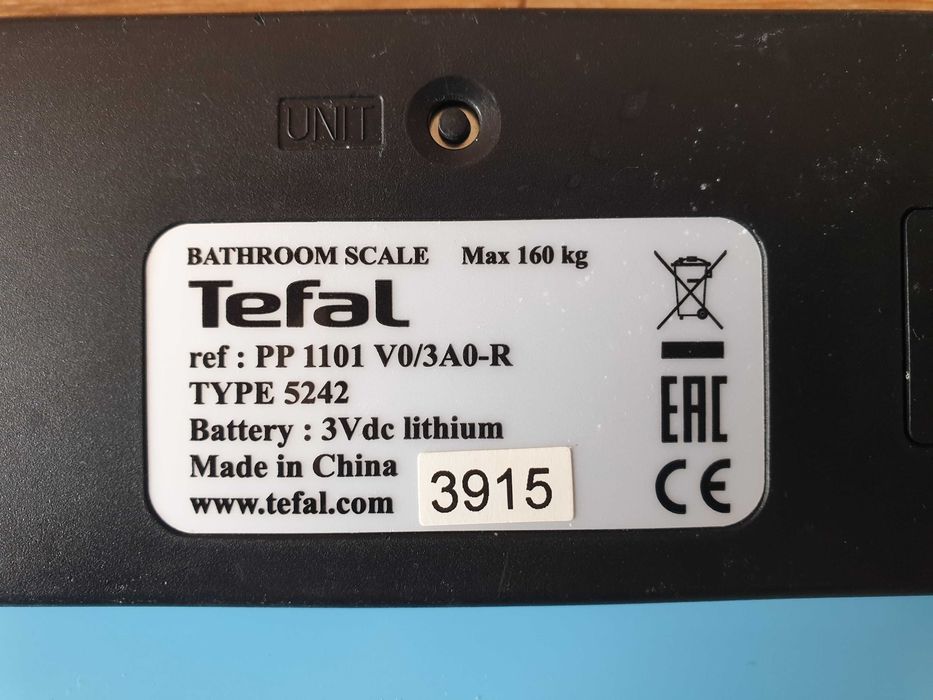 UNIT
BATHROOM SCALE Max 160 kg
Tefal
ref : PP 1101 V0/3A0-R
TYPE 5242
Battery : 3Vdc lithium
Made in China
www.tefal.com
3915
EAC
CE